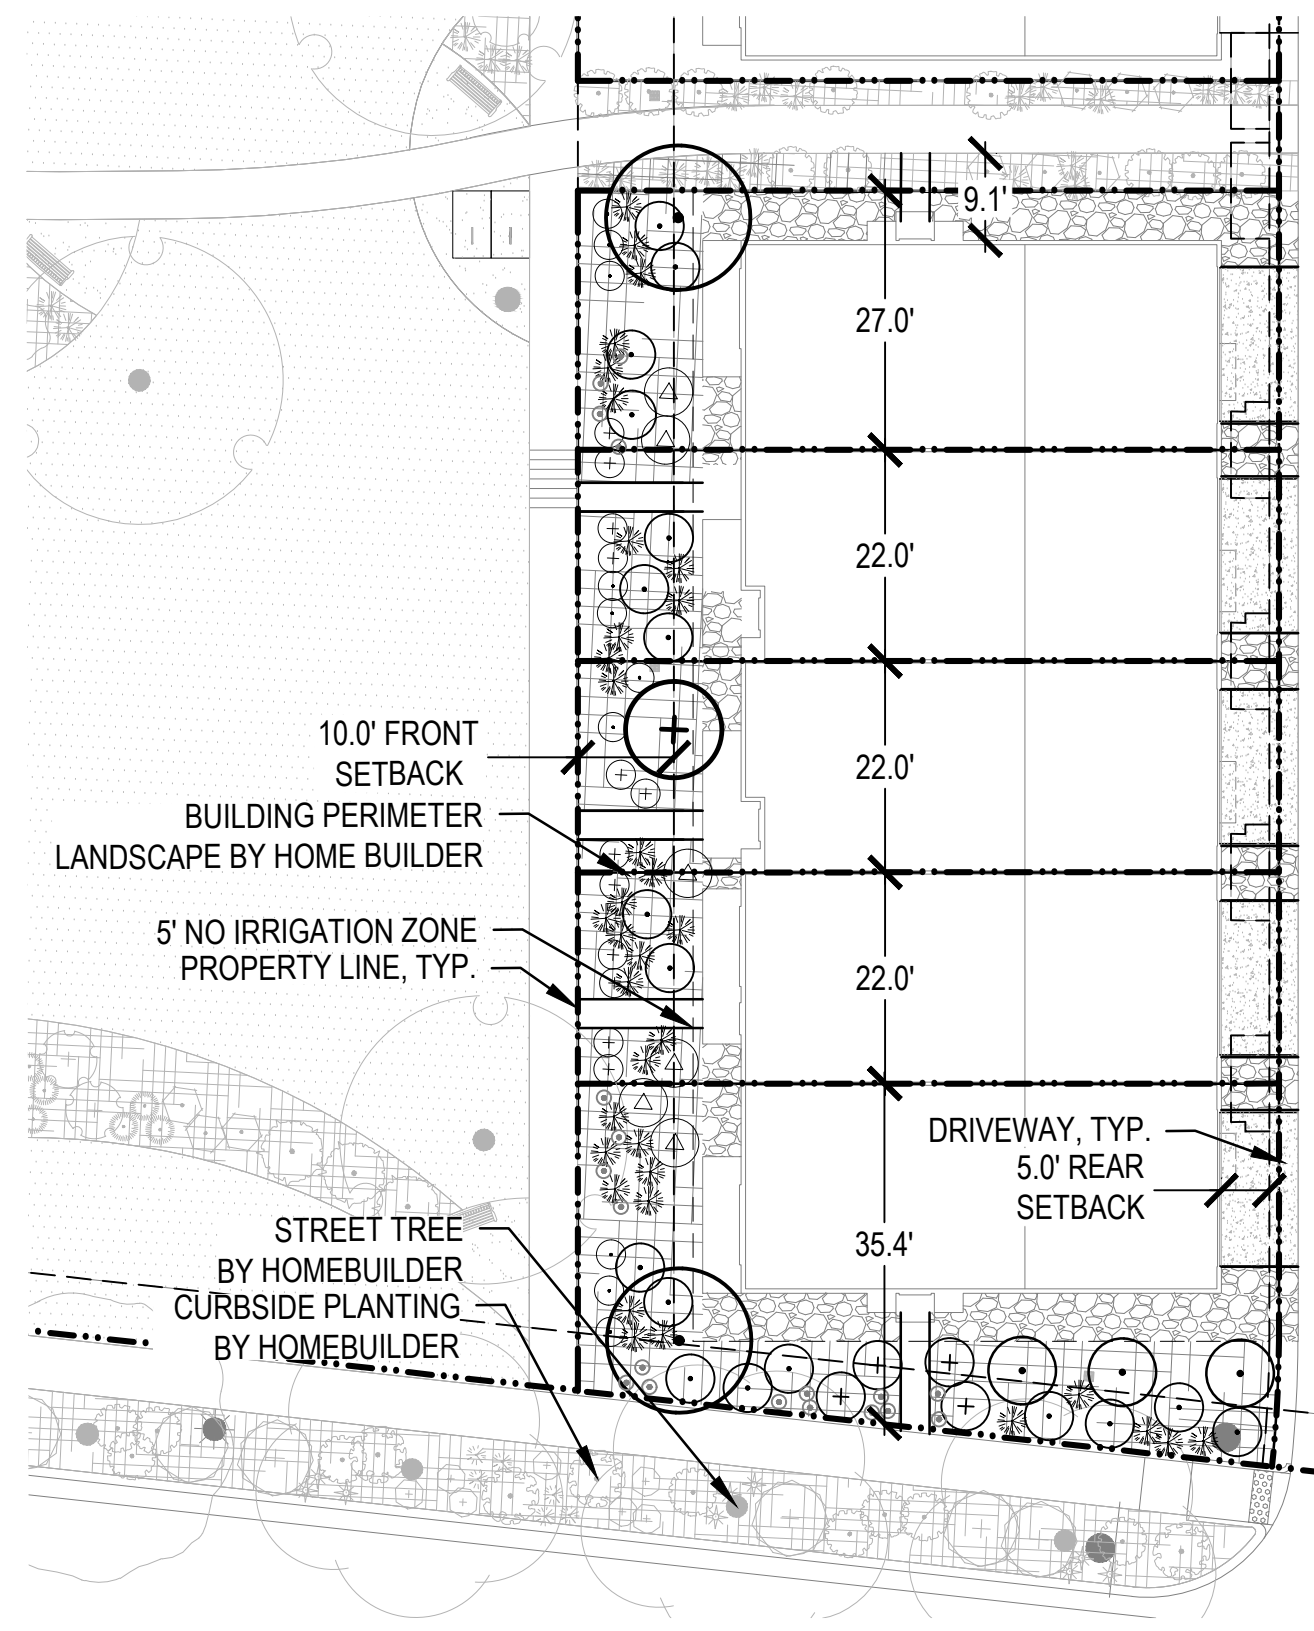 9.1'
27.0'
22.0'
10.0' FRONT
SETBACK
22.0'
BUILDING PERIMETER
LANDSCAPE BY HOME BUILDER
5' NO IRRIGATION ZONE
PROPERTY LINE, TYP.
22.0'
DRIVEWAY, TYP.
5.0' REAR
SETBACK
STREET TREE
BY HOMEBUILDER
35.4'
CURBSIDE PLANTING
BY HOMEBUILDER